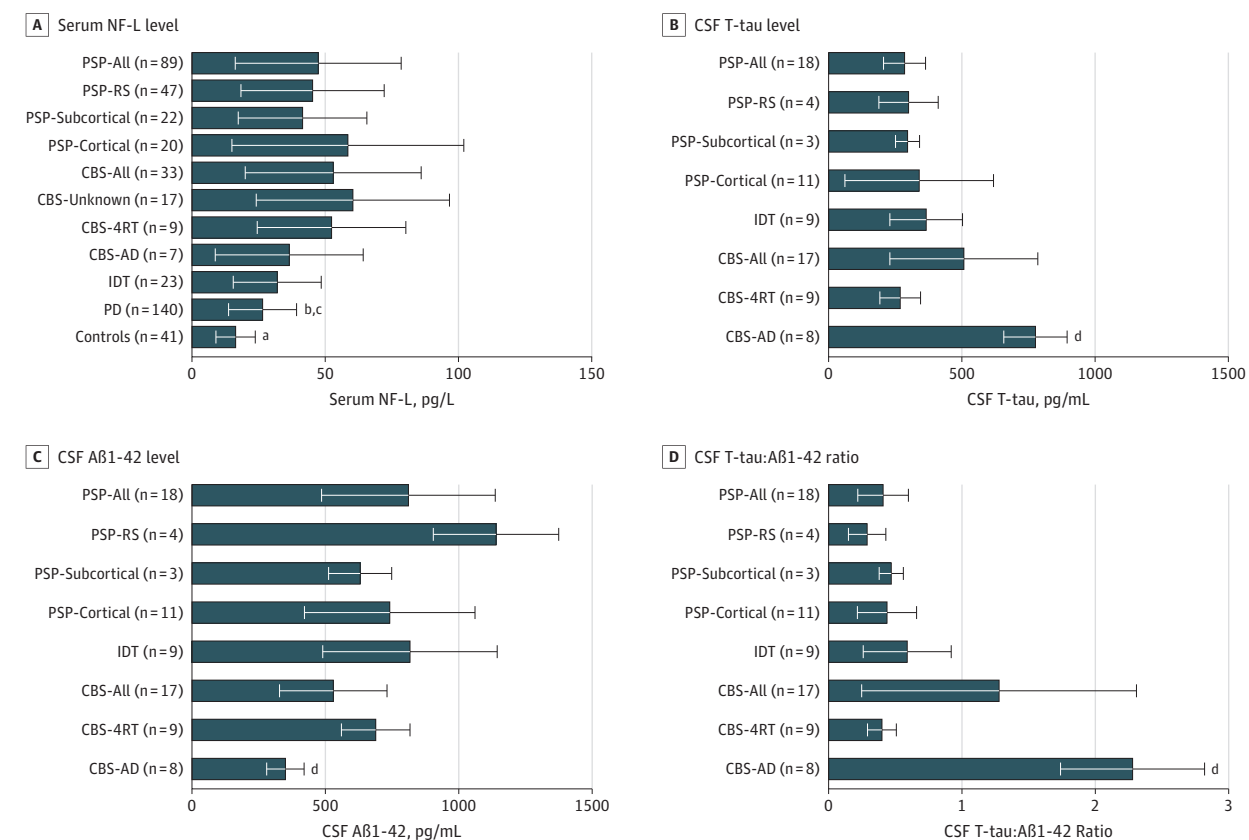 A Serum NF-L level
PSP-All (n=89)
PSP-RS (n=47)
PSP-Subcortical (n=22)
PSP-Cortical (n=20)
CBS-All (n=33)
CBS-Unknown (n=17)
CBS-4RT (n=9)
CBS-AD (n=7)
IDT (n=23)
PD (n=140)
b,c
Controls (n=41)
a
0 50 100 150
Serum NF-L, pg/L
B CSF T-tau level
PSP-All (n=18)
PSP-RS (n=4)
PSP-Subcortical (n=3)
PSP-Cortical (n=11)
IDT (n=9)
CBS-All (n=17)
CBS-4RT (n=9)
CBS-AD (n=8)
d
0 500 1000 1500
CSF T-tau, pg/mL
C CSF Aß1-42 level
PSP-All (n=18)
PSP-RS (n=4)
PSP-Subcortical (n=3)
PSP-Cortical (n=11)
IDT (n=9)
CBS-All (n=17)
CBS-4RT (n=9)
CBS-AD (n=8)
d
0 500 1000 1500
CSF Aß1-42, pg/mL
D CSF T-tau:Aß1-42 ratio
PSP-All (n=18)
PSP-RS (n=4)
PSP-Subcortical (n=3)
PSP-Cortical (n=11)
IDT (n=9)
CBS-All (n=17)
CBS-4RT (n=9)
CBS-AD (n=8)
d
0 1 2 3
CSF T-tau:Aß1-42 Ratio